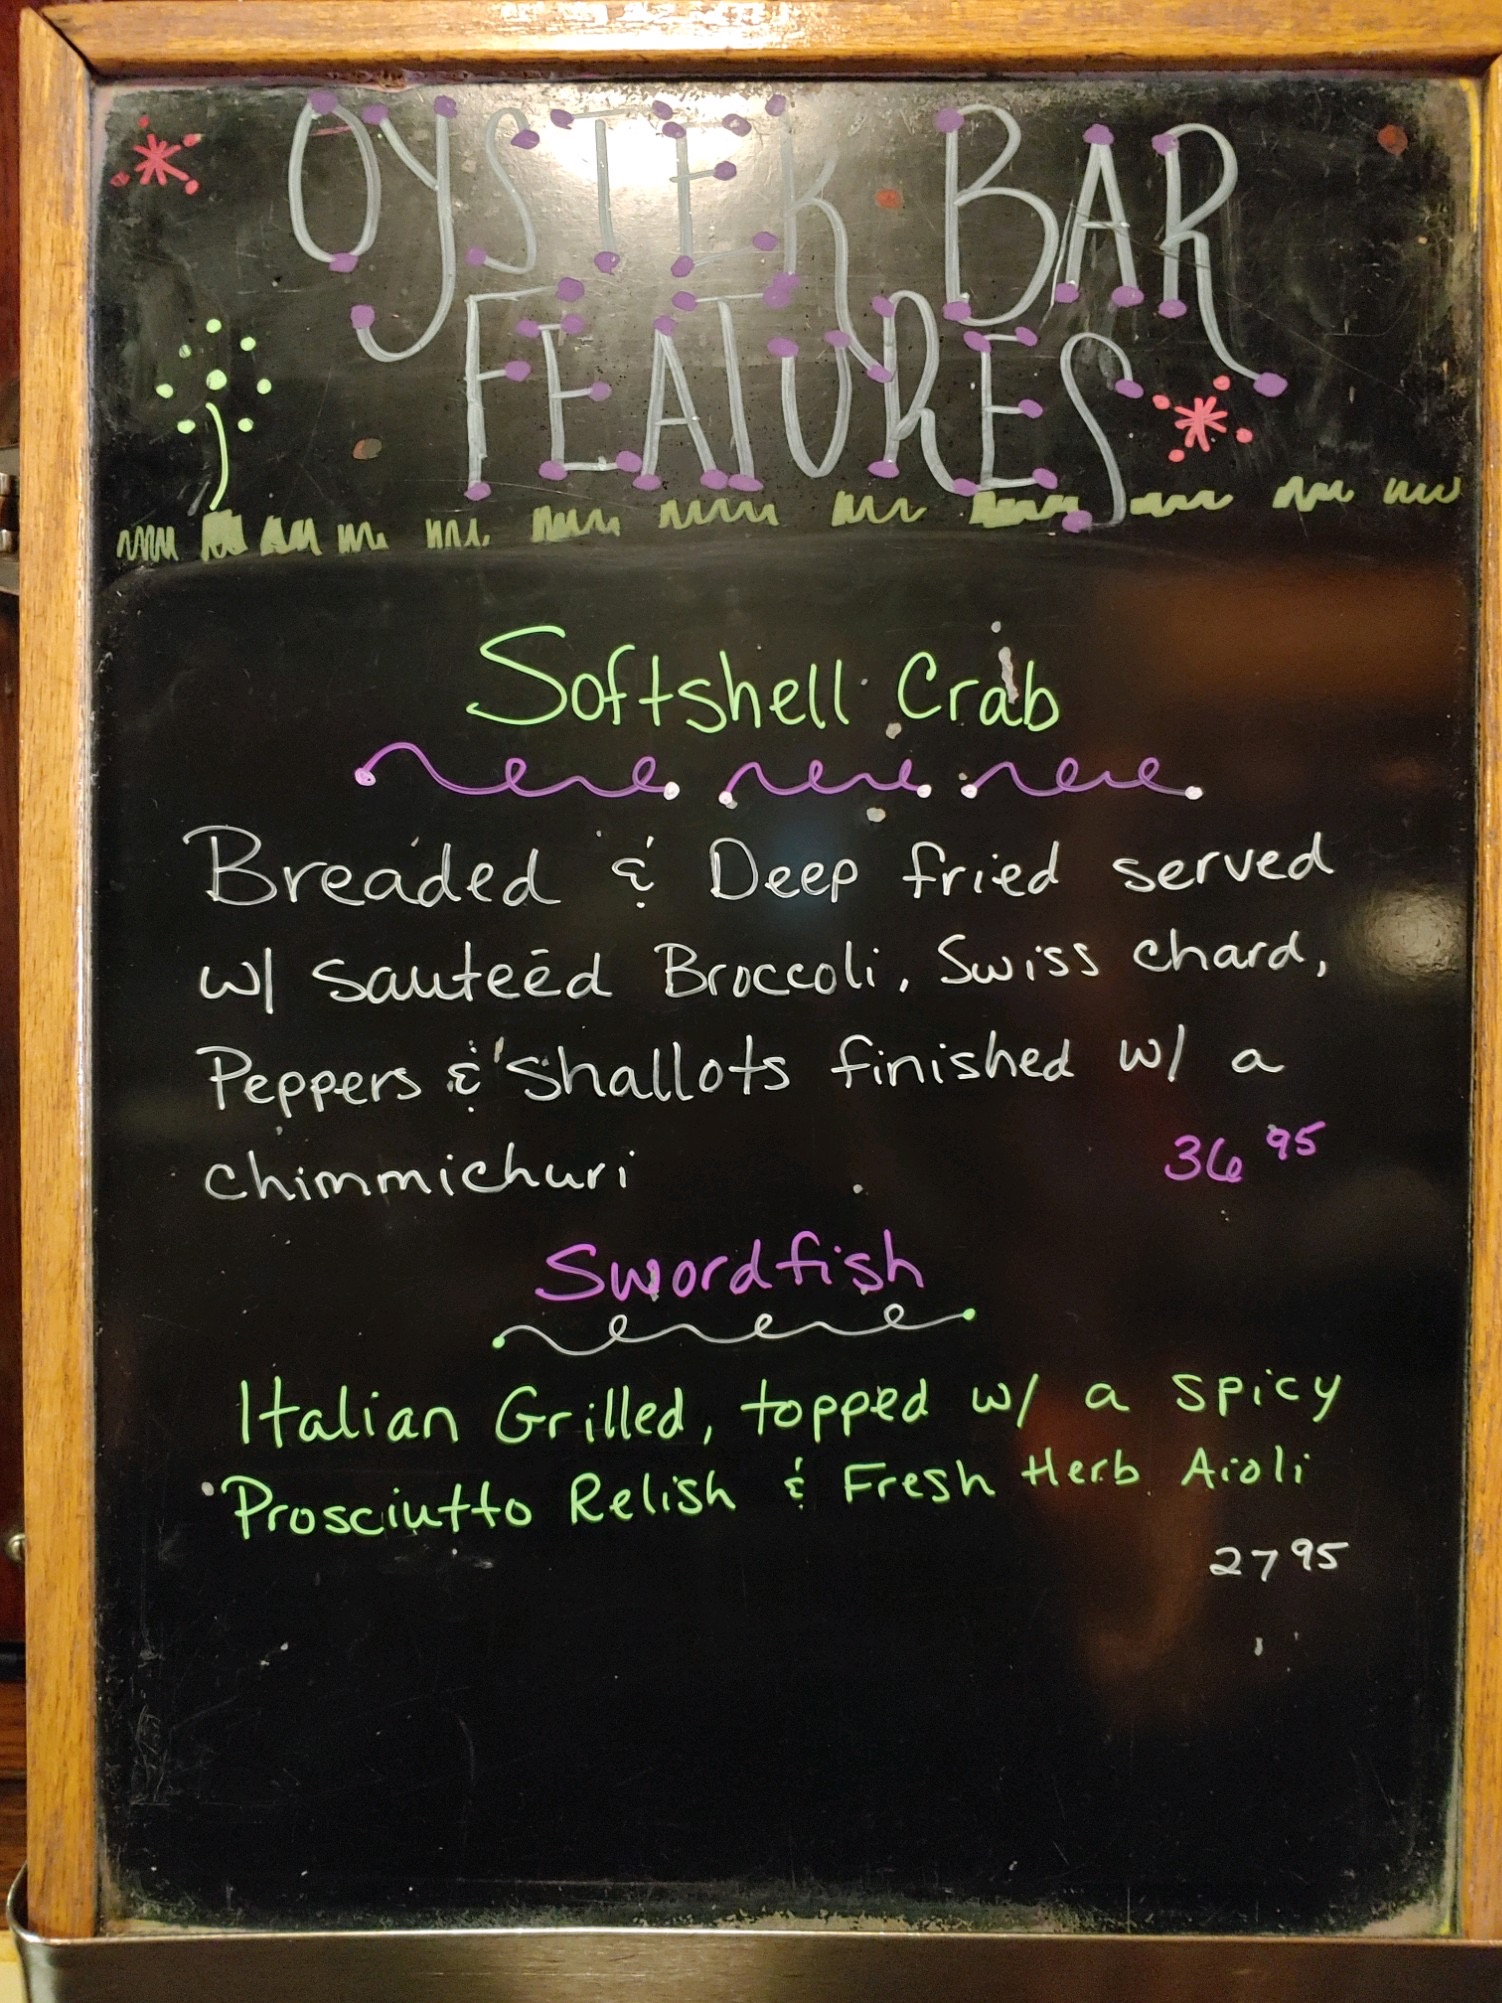 OYSTER BAR
FEATURES
Softshell Crab
Breaded & Deep fried served
w/ Sautéed Broccoli, Swiss chard,
Peppers & Shallots finished w/ a
chimmichuri 36 95
Swordfish
Italian Grilled, topped w/ a spicy
Prosciutto Relish & Fresh Herb Aioli
27 95